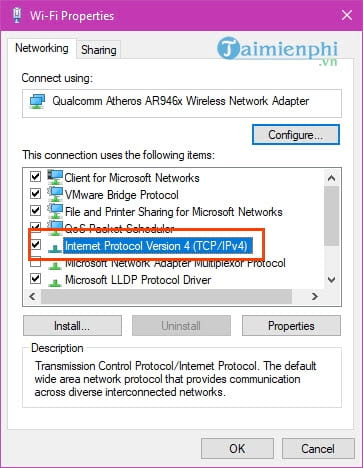 Wi-Fi Properties
Networking
Sharing
Taimienphi
.vn
Connect using:
Qualcomm Atheros AR946x Wireless Network Adapter
Configure...
This connection uses the following items:
Client for Microsoft Networks
VMware Bridge Protocol
File and Printer Sharing for Microsoft Networks
QoS Packet Scheduler
Internet Protocol Version 4 (TCP/IPv4)
Microsoft Network Adapter Multiplexor Protocol
Microsoft LLDP Protocol Driver
Install...
Uninstall
Properties
Description
Transmission Control Protocol/Internet Protocol. The default
wide area network protocol that provides communication
across diverse interconnected networks.
OK
Cancel